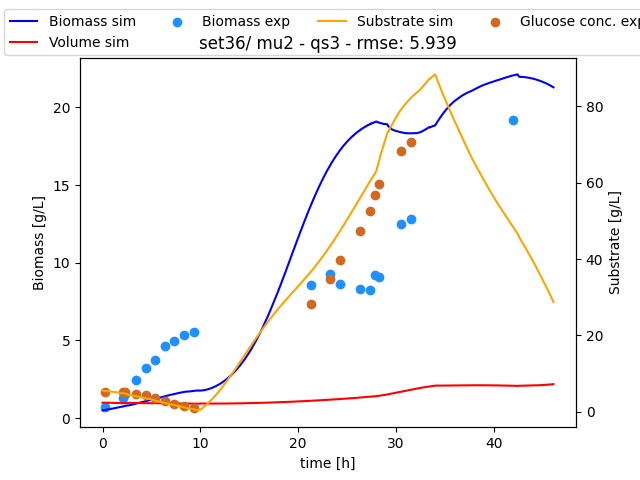 Biomass sim Biomass exp Substrate sim Glucose conc. exp
Volume sim
set36/ mu2 - qs3 - rmse: 5.939
20
15
10
5
0
Biomass [g/L]
80
60
40
20
0
Substrate [g/L]
0 10 20 30 40
time [h]